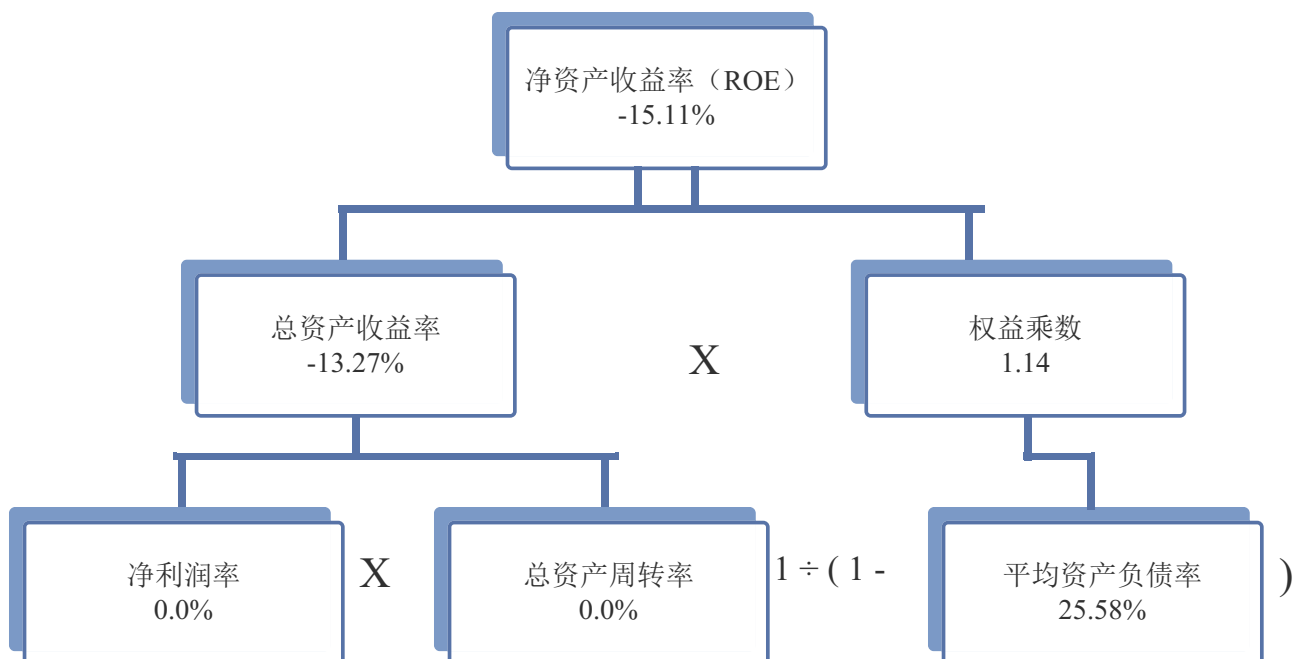 净资产收益率（ROE）
-15.11%
总资产收益率
-13.27%
X
权益乘数
1.14
净利润率
0.0%
X
总资产周转率
0.0%
1 ÷ ( 1 -
平均资产负债率
25.58%
)